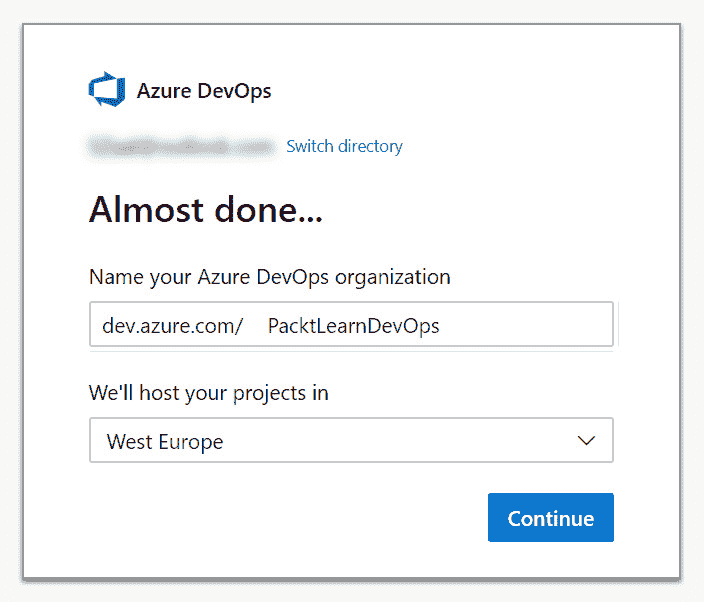 Azure DevOps
Switch directory
Almost done...
Name your Azure DevOps organization
dev.azure.com/ PacktLearnDevOps
We'll host your projects in
West Europe
Continue